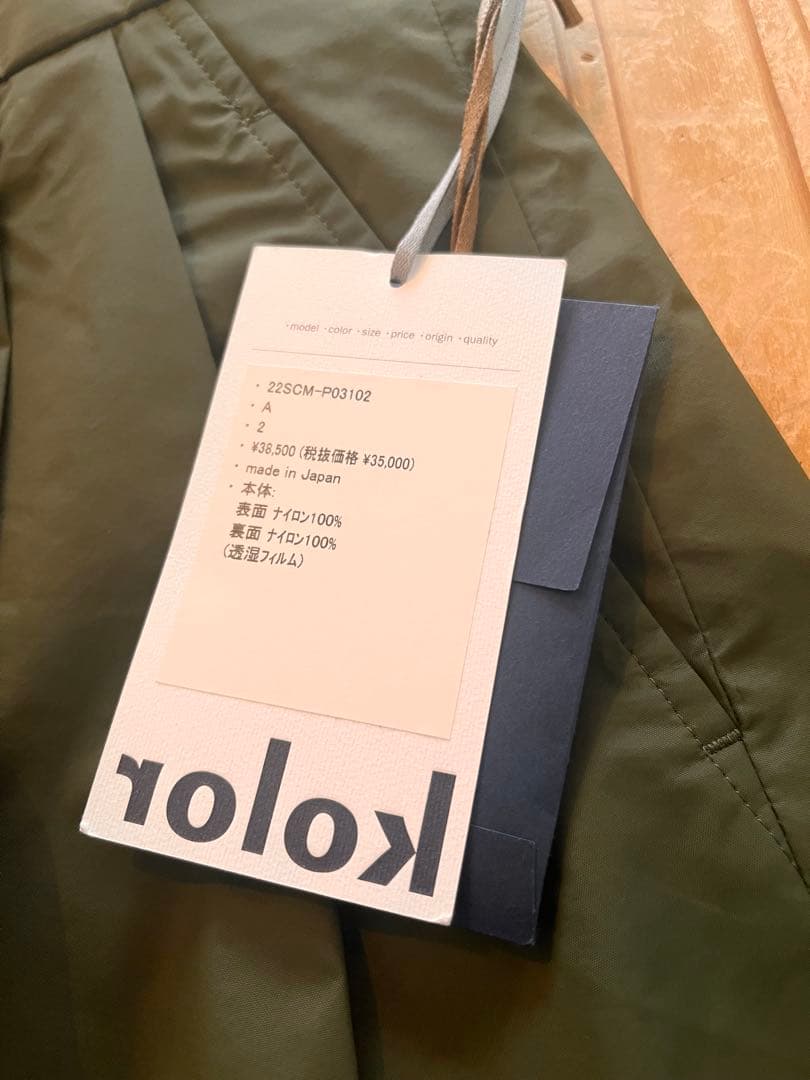 ・model ・color ・size ・price ・origin ・quality
・ 22SCM-P03102
・ A
・ 2
・ ¥38,500 (税抜価格 ¥35,000)
・ made in Japan
・ 本体:
表面 ナイロン100%
裏面 ナイロン100%
(透湿フィルム)
kolor